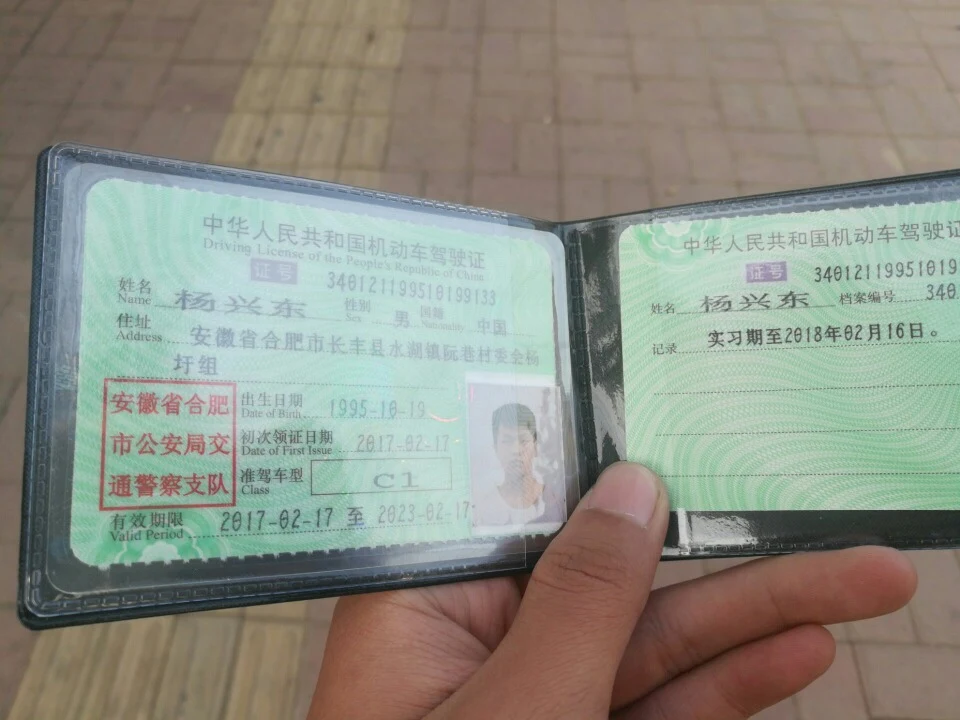 中华人民共和国机动车驾驶证
Driving License of the People's Republic of China
证号 340121199510199133
姓名 Name 杨兴东 性别 Sex 男 国籍 Nationality 中国
住址 Address 安徽省合肥市长丰县水湖镇阮巷村委会杨
圩组
安徽省合肥
市公安局交
通警察支队
出生日期 Date of Birth 1995-10-19
初次领证日期 Date of First Issue 2017-02-17
准驾车型 Class C1
有效期限 Valid Period 2017-02-17 至 2023-02-17
中华人民共和国机动车驾驶证
证号 34012119951019
姓名 杨兴东 档案编号 340
记录 实习期至2018年02月16日。